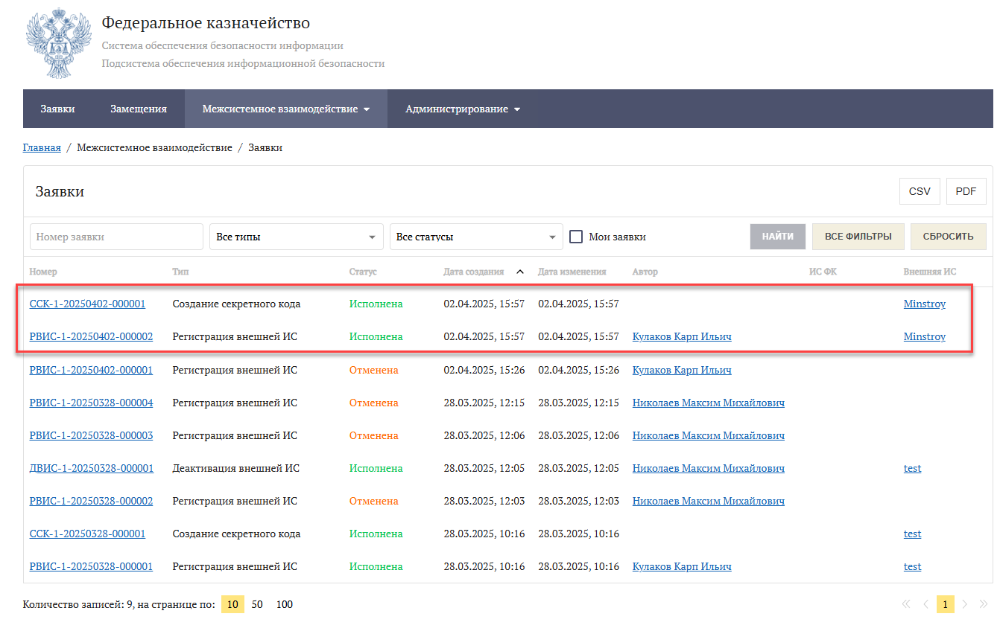 Федеральное казначейство
Система обеспечения безопасности информации
Подсистема обеспечения информационной безопасности
Заявки Замещения Межсистемное взаимодействие Администрирование
Главная / Межсистемное взаимодействие / Заявки
Заявки CSV PDF
Номер заявки Все типы Все статусы Мои заявки НАЙТИ ВСЕ ФИЛЬТРЫ СБРОСИТЬ
Номер Тип Статус Дата создания Дата изменения Автор ИС ФК Внешняя ИС
ССК-1-20250402-000001 Создание секретного кода Исполнена 02.04.2025, 15:57 02.04.2025, 15:57 Minstroy
РВИС-1-20250402-000002 Регистрация внешней ИС Исполнена 02.04.2025, 15:57 02.04.2025, 15:57 Кулаков Карп Ильич Minstroy
РВИС-1-20250402-000001 Регистрация внешней ИС Отменена 02.04.2025, 15:26 02.04.2025, 15:26 Кулаков Карп Ильич
РВИС-1-20250328-000004 Регистрация внешней ИС Отменена 28.03.2025, 12:15 28.03.2025, 12:15 Николаев Максим Михайлович
РВИС-1-20250328-000003 Регистрация внешней ИС Отменена 28.03.2025, 12:06 28.03.2025, 12:06 Николаев Максим Михайлович
ДВИС-1-20250328-000001 Деактивация внешней ИС Исполнена 28.03.2025, 12:05 28.03.2025, 12:05 Николаев Максим Михайлович test
РВИС-1-20250328-000002 Регистрация внешней ИС Отменена 28.03.2025, 12:03 28.03.2025, 12:03 Николаев Максим Михайлович
ССК-1-20250328-000001 Создание секретного кода Исполнена 28.03.2025, 10:16 28.03.2025, 10:16 test
РВИС-1-20250328-000001 Регистрация внешней ИС Исполнена 28.03.2025, 10:16 28.03.2025, 10:16 Кулаков Карп Ильич test
Количество записей: 9, на странице по: 10 50 100 « ‹ 1 › »